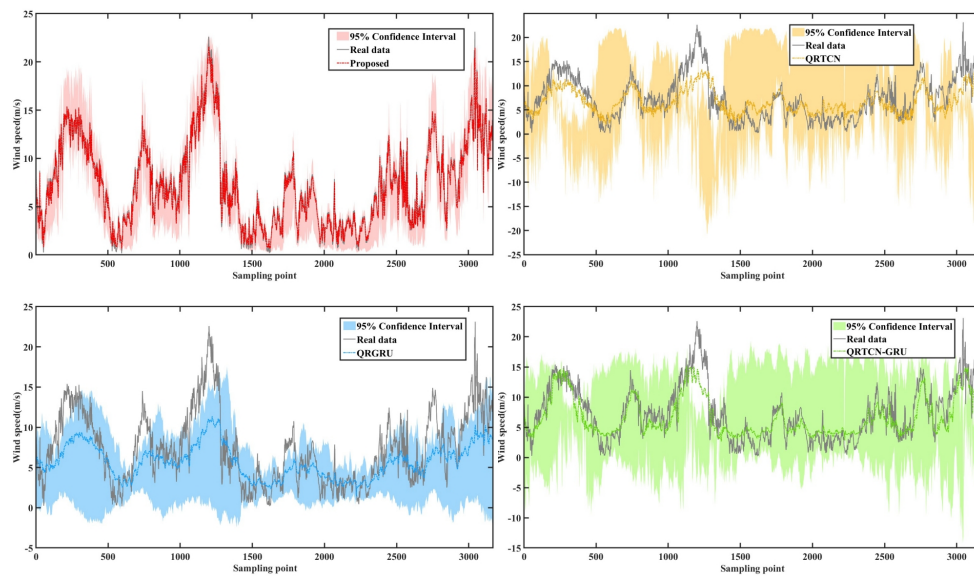 25
20
15
10
5
0
Wind speed(m/s)
95% Confidence Interval
Real data
Proposed
500
1000
1500
2000
2500
3000
Sampling point
20
15
10
5
0
-5
-10
-15
-20
-25
Wind speed(m/s)
95% Confidence Interval
Real data
QRTCN
0
500
1000
1500
2000
2500
3000
Sampling point
25
20
15
10
5
0
-5
Wind speed(m/s)
95% Confidence Interval
Real data
QRGRU
0
500
1000
1500
2000
2500
3000
Sampling point
25
20
15
10
5
0
-5
-10
-15
Wind speed(m/s)
95% Confidence Interval
Real data
QRTCN-GRU
0
500
1000
1500
2000
2500
3000
Sampling point